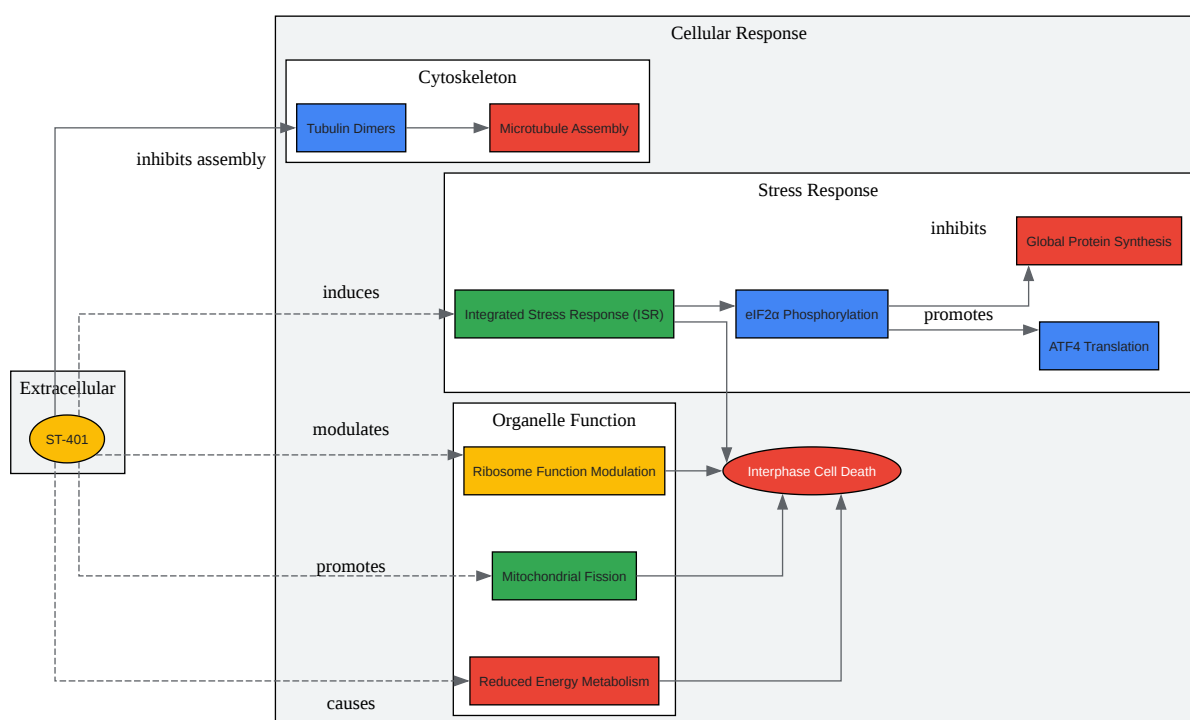 Cellular Response
Cytoskeleton
Tubulin Dimers
Microtubule Assembly
inhibits assembly
Stress Response
inhibits
Global Protein Synthesis
induces
Integrated Stress Response (ISR)
eIF2α Phosphorylation
promotes
ATF4 Translation
Extracellular
ST-401
Organelle Function
modulates
Ribosome Function Modulation
Interphase Cell Death
promotes
Mitochondrial Fission
Reduced Energy Metabolism
causes